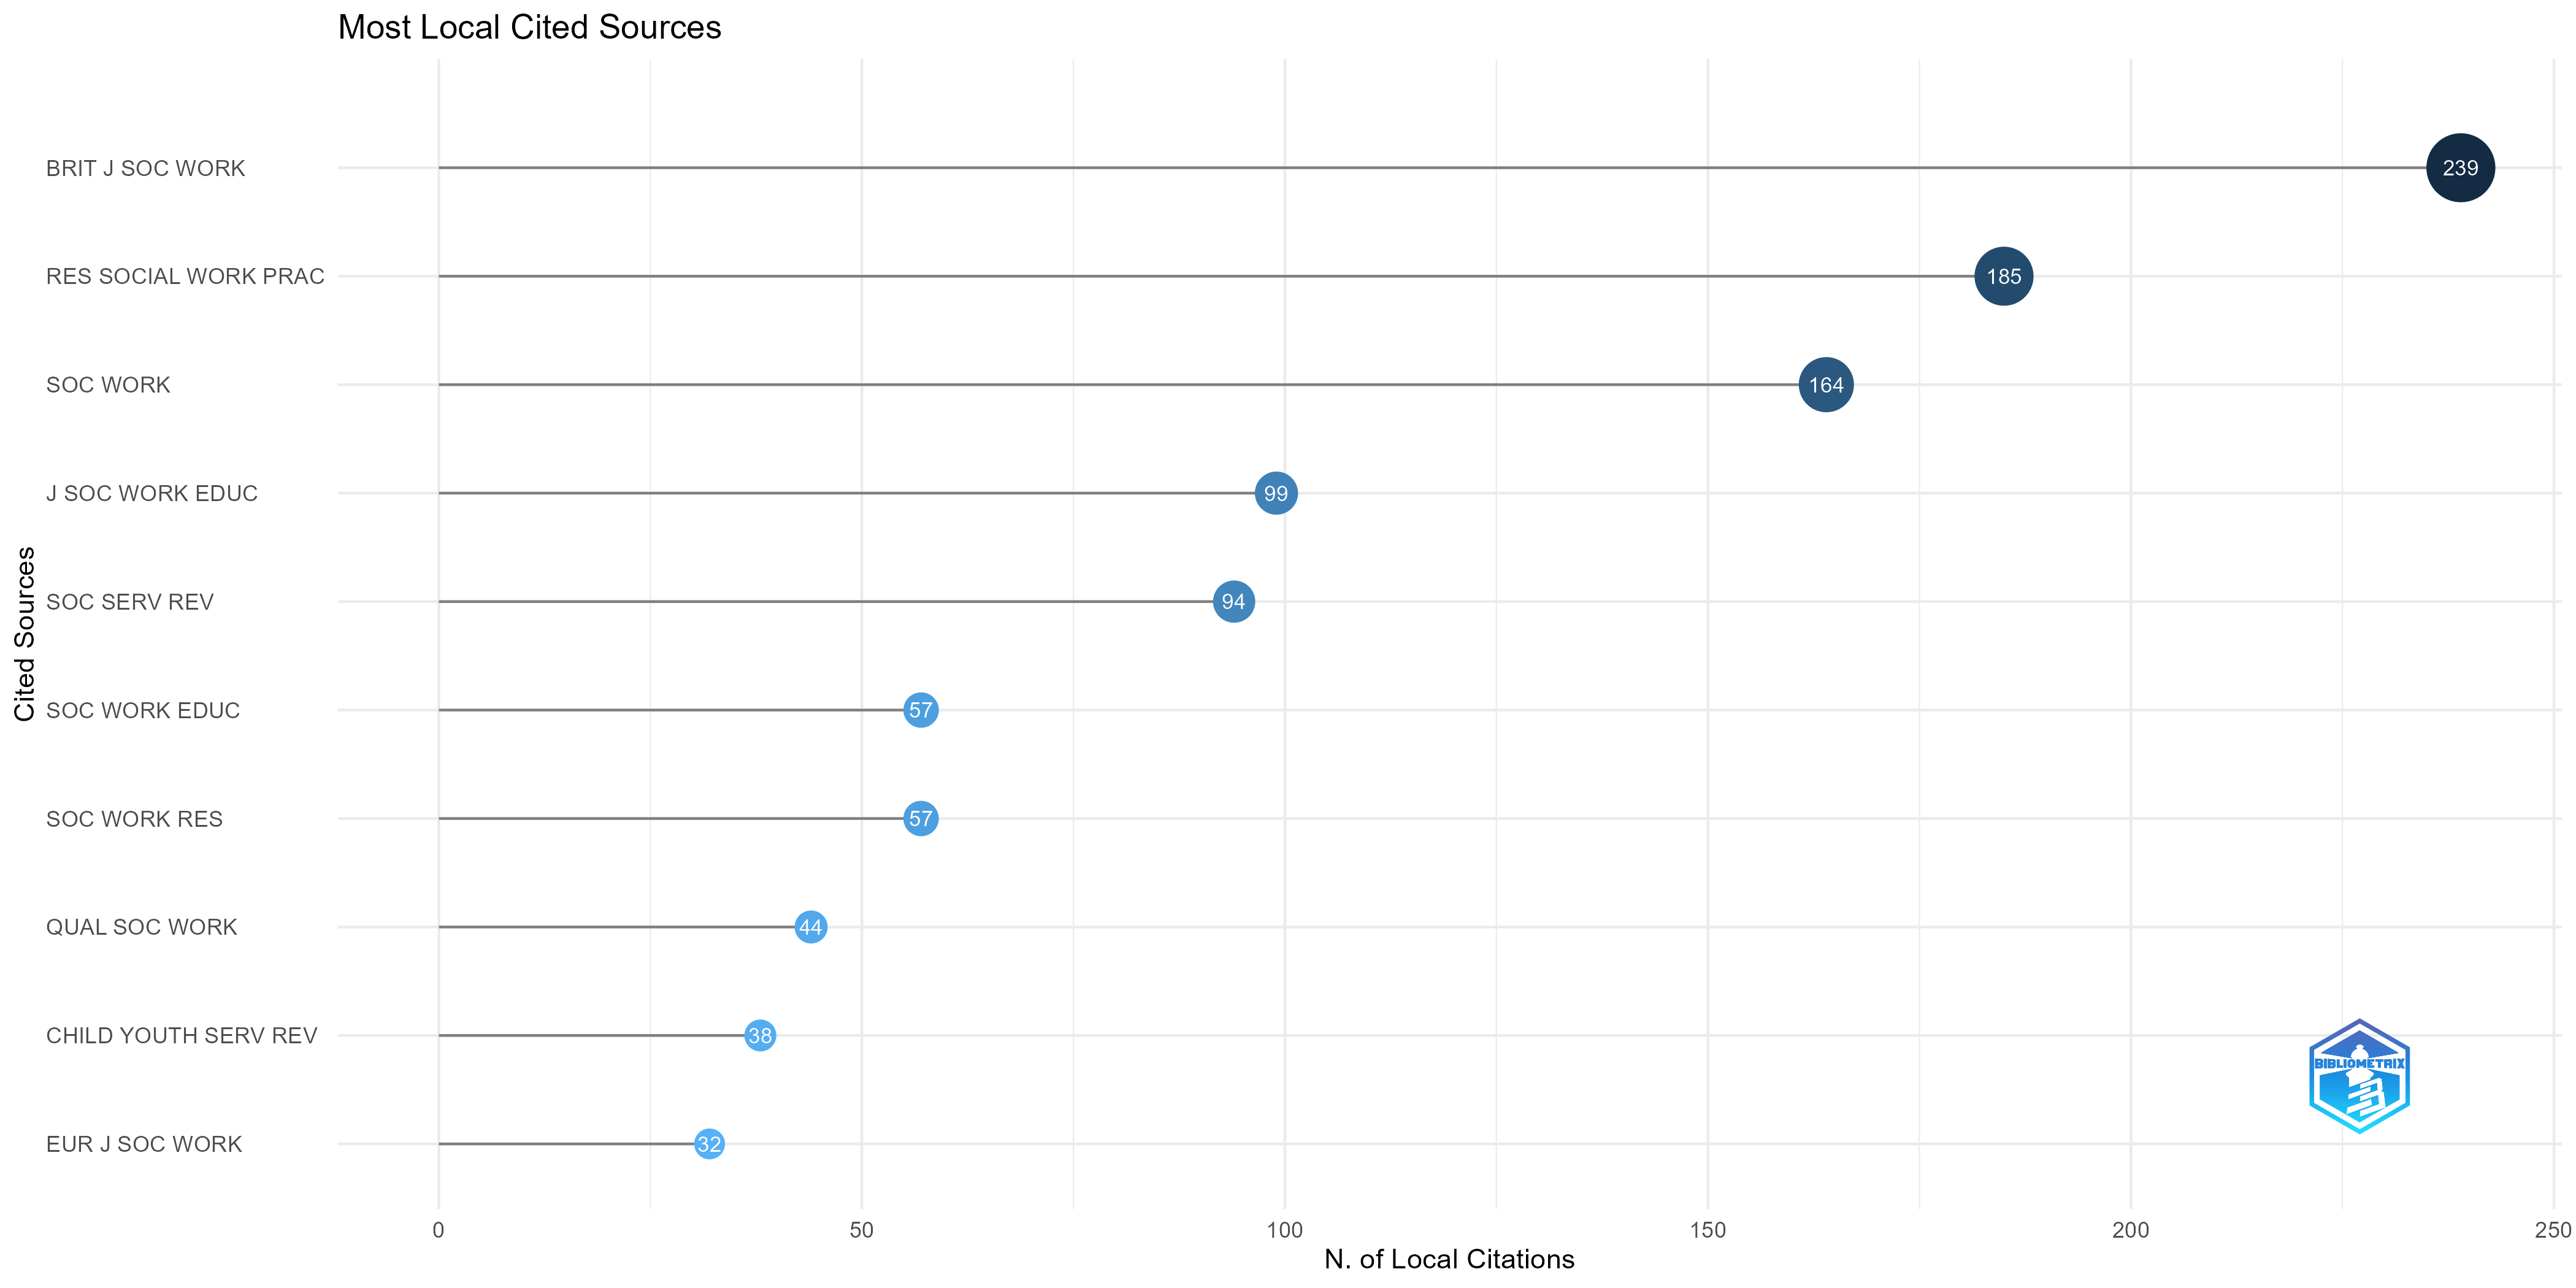 Most Local Cited Sources
Cited Sources
BRIT J SOC WORK
239
RES SOCIAL WORK PRAC
185
SOC WORK
164
J SOC WORK EDUC
99
SOC SERV REV
94
SOC WORK EDUC
57
SOC WORK RES
57
QUAL SOC WORK
44
CHILD YOUTH SERV REV
38
EUR J SOC WORK
32
BIBLIOMETRIX
0 50 100 150 200 250
N. of Local Citations